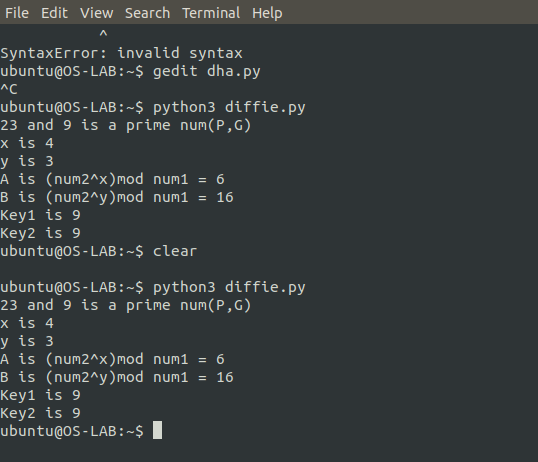 File Edit View Search Terminal Help
^
SyntaxError: invalid syntax
ubuntu@OS-LAB:~$ gedit dha.py
^C
ubuntu@OS-LAB:~$ python3 diffie.py
23 and 9 is a prime num(P,G)
x is 4
y is 3
A is (num2^x)mod num1 = 6
B is (num2^y)mod num1 = 16
Key1 is 9
Key2 is 9
ubuntu@OS-LAB:~$ clear
ubuntu@OS-LAB:~$ python3 diffie.py
23 and 9 is a prime num(P,G)
x is 4
y is 3
A is (num2^x)mod num1 = 6
B is (num2^y)mod num1 = 16
Key1 is 9
Key2 is 9
ubuntu@OS-LAB:~$